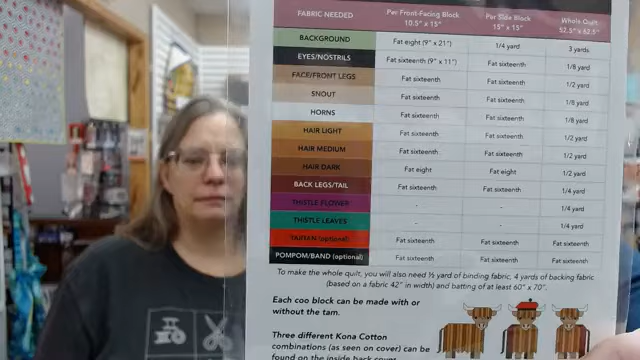 FABRIC NEEDED Per Front-Facing Block 10.5" x 15" Per Side Block 15" x 15" Whole Quilt 52.5" x 62.5"
BACKGROUND Fat eight (9" x 21") 1/4 yard 3 yards
EYES/NOSTRILS Fat sixteenth (9" x 11") Fat sixteenth 1/8 yard
FACE/FRONT LEGS Fat sixteenth Fat sixteenth 1/2 yard
SNOUT Fat sixteenth Fat sixteenth 1/8 yard
HORNS Fat sixteenth Fat sixteenth 1/8 yard
HAIR LIGHT Fat sixteenth Fat sixteenth 1/2 yard
HAIR MEDIUM Fat sixteenth Fat sixteenth 1/2 yard
HAIR DARK Fat eight Fat eight 1/2 yard
BACK LEGS/TAIL Fat sixteenth Fat sixteenth 1/4 yard
THISTLE FLOWER - - 1/4 yard
THISTLE LEAVES - - 1/4 yard
TARTAN (optional) Fat sixteenth Fat sixteenth Fat sixteenth
POMPOM/BAND (optional) Fat sixteenth Fat sixteenth Fat sixteenth
To make the whole quilt, you will also need ½ yard of binding fabric, 4 yards of backing fabric
(based on a fabric 42" in width) and batting of at least 60" x 70".
Each coo block can be made with or
without the tam.
Three different Kona Cotton
combinations (as seen on cover) can be
found on the inside back cover.